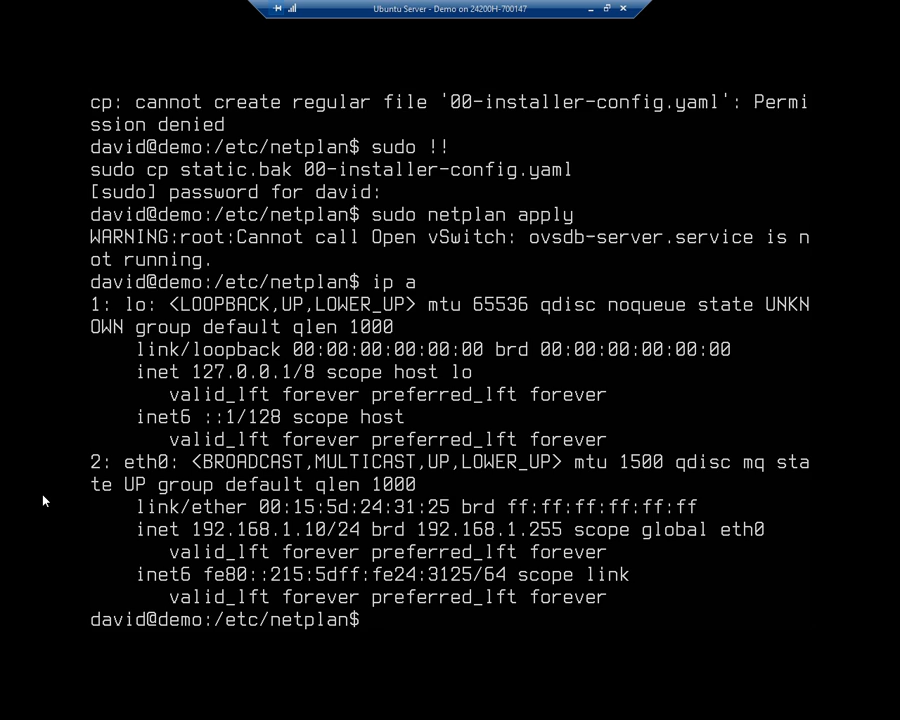 Ubuntu Server - Demo on 24200H-700147
cp: cannot create regular file '00-installer-config.yaml': Permi
ssion denied
david@demo:/etc/netplan$ sudo !!
sudo cp static.bak 00-installer-config.yaml
[sudo] password for david:
david@demo:/etc/netplan$ sudo netplan apply
WARNING:root:Cannot call Open vSwitch: ovsdb-server.service is n
ot running.
david@demo:/etc/netplan$ ip a
1: lo: <LOOPBACK,UP,LOWER_UP> mtu 65536 qdisc noqueue state UNKN
OWN group default qlen 1000
    link/loopback 00:00:00:00:00:00 brd 00:00:00:00:00:00
    inet 127.0.0.1/8 scope host lo
       valid_lft forever preferred_lft forever
    inet6 ::1/128 scope host
       valid_lft forever preferred_lft forever
2: eth0: <BROADCAST,MULTICAST,UP,LOWER_UP> mtu 1500 qdisc mq sta
te UP group default qlen 1000
    link/ether 00:15:5d:24:31:25 brd ff:ff:ff:ff:ff:ff
    inet 192.168.1.10/24 brd 192.168.1.255 scope global eth0
       valid_lft forever preferred_lft forever
    inet6 fe80::215:5dff:fe24:3125/64 scope link
       valid_lft forever preferred_lft forever
david@demo:/etc/netplan$